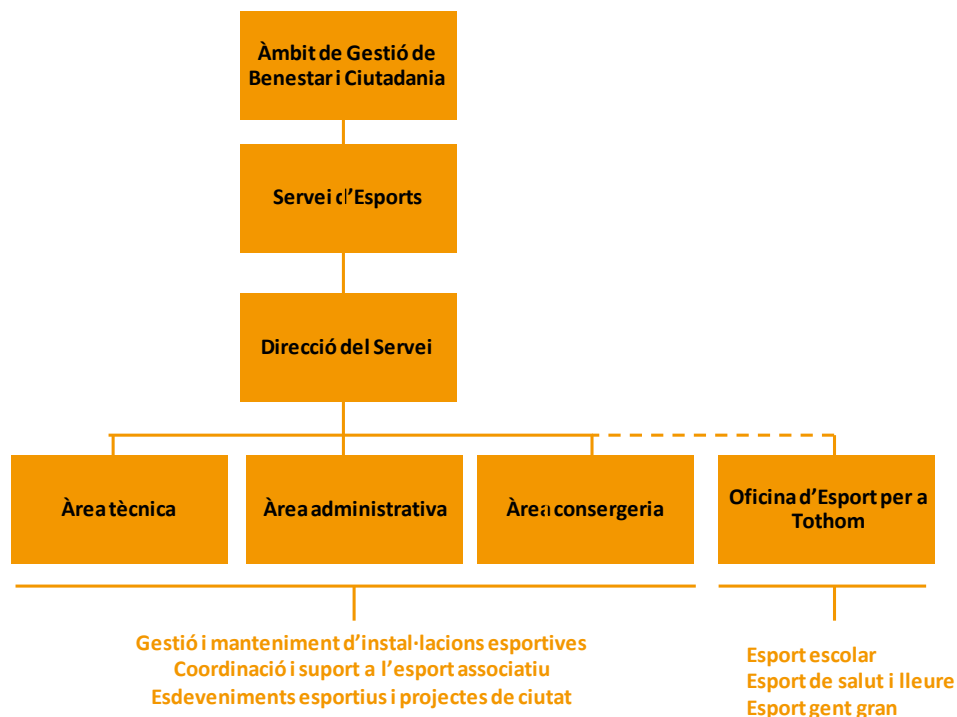 Àmbit de Gestió de
Benestar i Ciutadania
Servei d’Esports
Direcció del Servei
Àrea tècnica
Àrea administrativa
Àrea consergeria
Oficina d’Esport per a
Tothom
Gestió i manteniment d’instal·lacions esportives
Coordinació i suport a l’esport associatiu
Esdeveniments esportius i projectes de ciutat
Esport escolar
Esport de salut i lleure
Esport gent gran